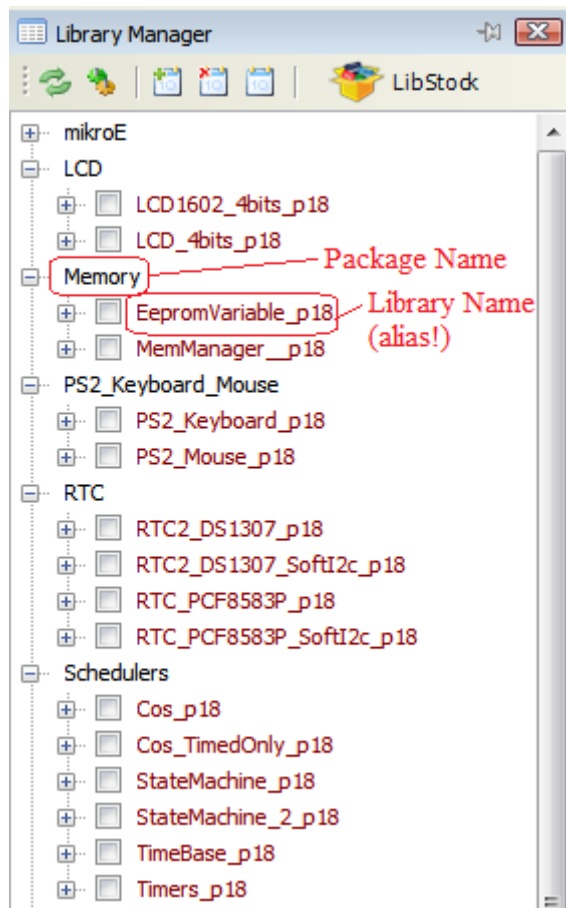 Library Manager
LibStock
mikroE
LCD
LCD1602_4bits_p18
LCD_4bits_p18
Package Name
Memory
EepromVariable_p18
Library Name
(alias!)
MemManager__p18
PS2_Keyboard_Mouse
PS2_Keyboard_p18
PS2_Mouse_p18
RTC
RTC2_DS1307_p18
RTC2_DS1307_SoftI2c_p18
RTC_PCF8583P_p18
RTC_PCF8583P_SoftI2c_p18
Schedulers
Cos_p18
Cos_TimedOnly_p18
StateMachine_p18
StateMachine_2_p18
TimeBase_p18
Timers_p18